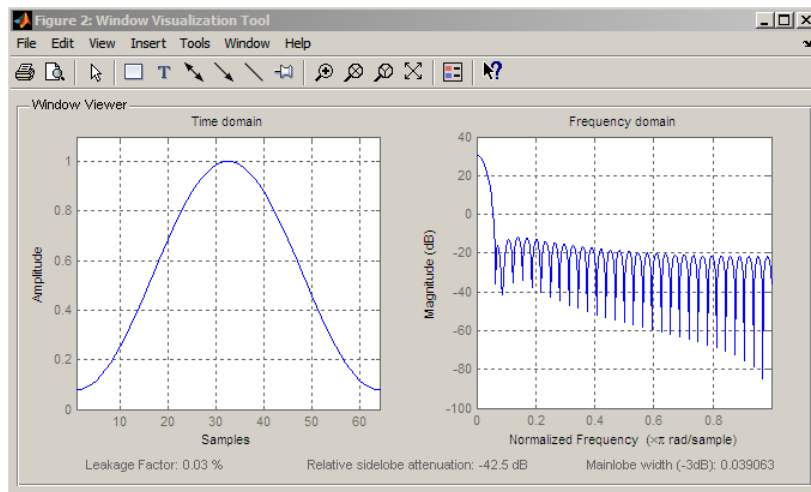 Figure 2: Window Visualization Tool
File Edit View Insert Tools Window Help
Window Viewer
Time domain
Frequency domain
1
0.8
0.6
0.4
0.2
0
Amplitude
10 20 30 40 50 60
Samples
40
20
0
-20
-40
-60
-80
-100
Magnitude (dB)
0 0.2 0.4 0.6 0.8
Normalized Frequency (×π rad/sample)
Leakage Factor: 0.03 % Relative sidelobe attenuation: -42.5 dB Mainlobe width (-3dB): 0.039063